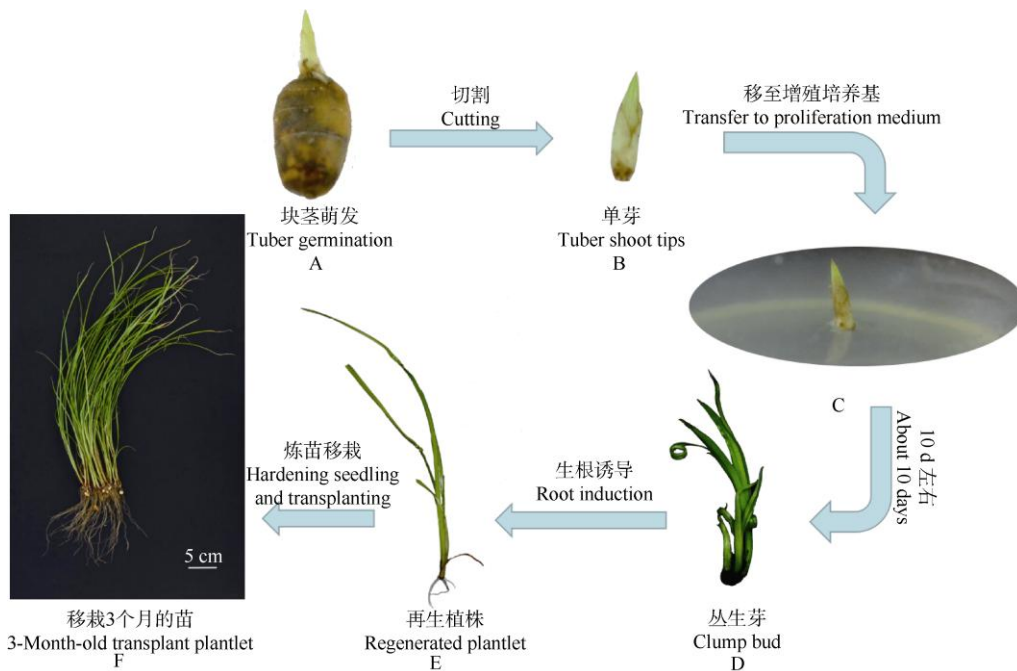 切割
Cutting
移至增殖培养基
Transfer to proliferation medium
块茎萌发
Tuber germination
A
单芽
Tuber shoot tips
B
C
10 d 左右
About 10 days
生根诱导
Root induction
炼苗移栽
Hardening seedling
and transplanting
5 cm
移栽3个月的苗
3-Month-old transplant plantlet
F
再生植株
Regenerated plantlet
E
丛生芽
Clump bud
D